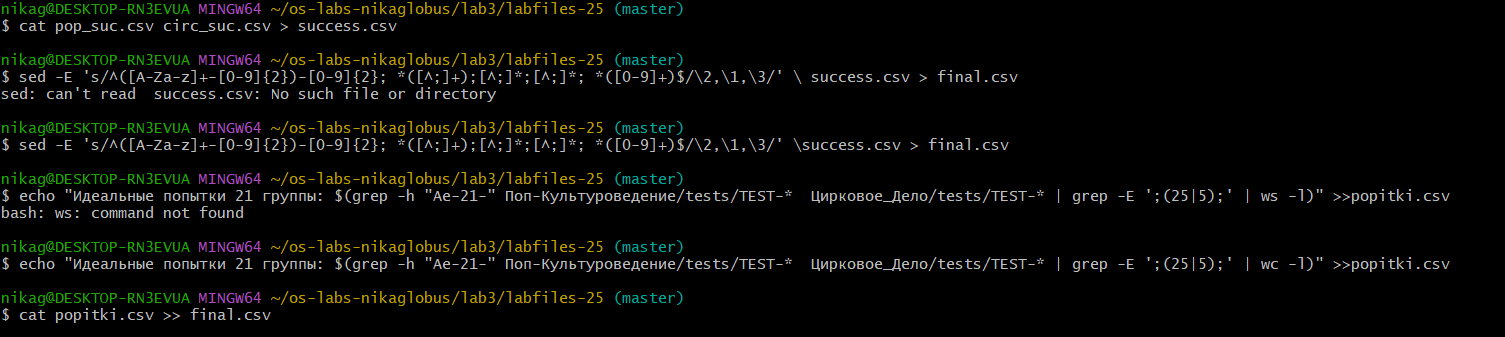 nikag@DESKTOP-RN3EVUA MINGW64 ~/os-labs-nikaglobus/lab3/labfiles-25 (master)
$ cat pop_suc.csv circ_suc.csv > success.csv
nikag@DESKTOP-RN3EVUA MINGW64 ~/os-labs-nikaglobus/lab3/labfiles-25 (master)
$ sed -E 's/^([A-Za-z]+-[0-9]{2})-[0-9]{2}; *([^;]+);[^;]*;[^;]*; *([0-9]+)$/\2,\1,\3/' \ success.csv > final.csv
sed: can't read  success.csv: No such file or directory
nikag@DESKTOP-RN3EVUA MINGW64 ~/os-labs-nikaglobus/lab3/labfiles-25 (master)
$ sed -E 's/^([A-Za-z]+-[0-9]{2})-[0-9]{2}; *([^;]+);[^;]*;[^;]*; *([0-9]+)$/\2,\1,\3/' \success.csv > final.csv
nikag@DESKTOP-RN3EVUA MINGW64 ~/os-labs-nikaglobus/lab3/labfiles-25 (master)
$ echo "Идеальные попытки 21 группы: $(grep -h "Ae-21-" Поп-Культуроведение/tests/TEST-*  Цирковое_Дело/tests/TEST-* | grep -E ';(25|5);' | ws -l)" >>popitki.csv
bash: ws: command not found
nikag@DESKTOP-RN3EVUA MINGW64 ~/os-labs-nikaglobus/lab3/labfiles-25 (master)
$ echo "Идеальные попытки 21 группы: $(grep -h "Ae-21-" Поп-Культуроведение/tests/TEST-*  Цирковое_Дело/tests/TEST-* | grep -E ';(25|5);' | wc -l)" >>popitki.csv
nikag@DESKTOP-RN3EVUA MINGW64 ~/os-labs-nikaglobus/lab3/labfiles-25 (master)
$ cat popitki.csv >> final.csv